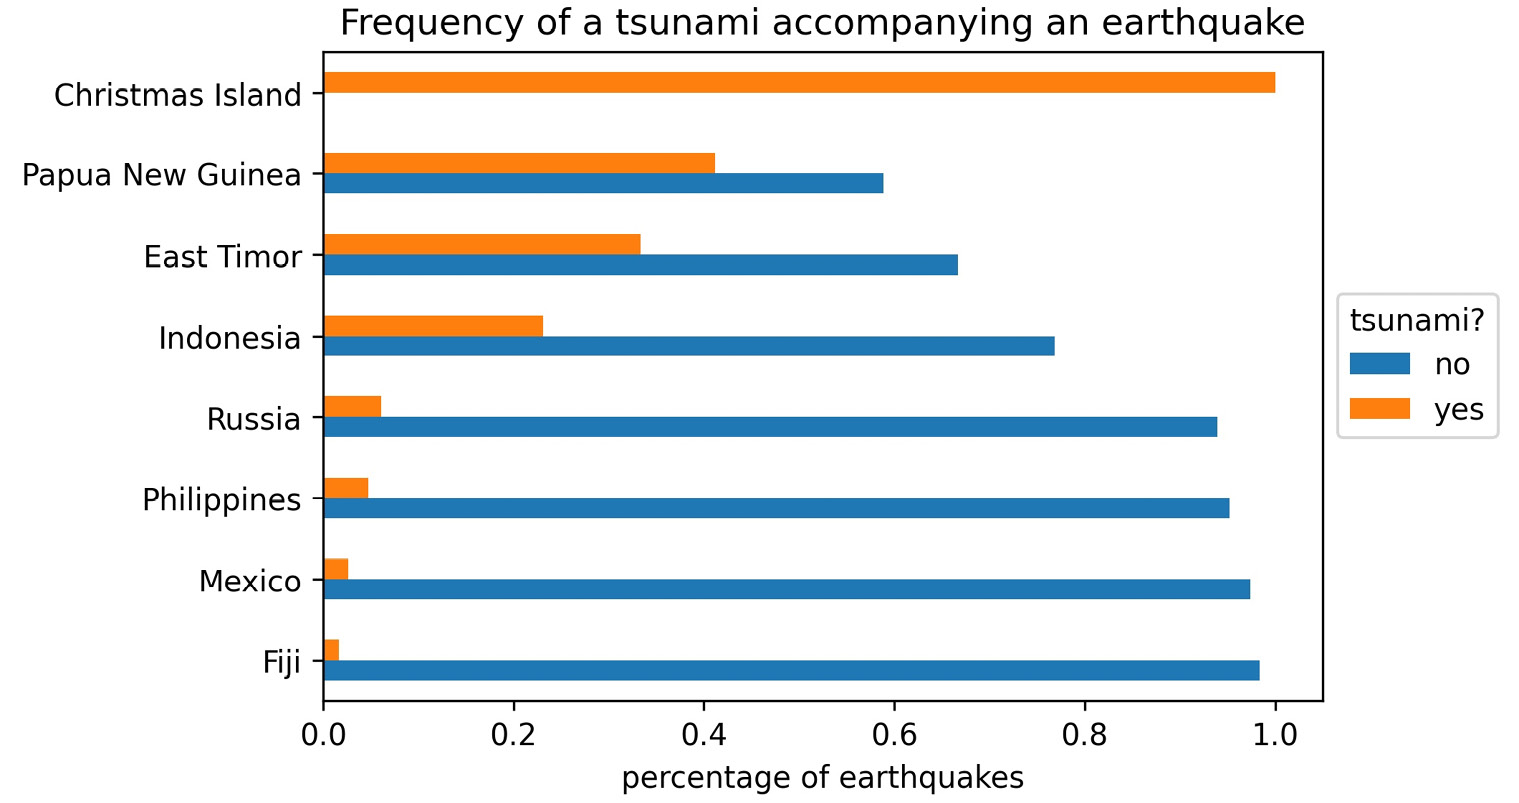 Frequency of a tsunami accompanying an earthquake
Christmas Island
Papua New Guinea
East Timor
Indonesia
Russia
Philippines
Mexico
Fiji
0.0 0.2 0.4 0.6 0.8 1.0
percentage of earthquakes
tsunami?
no
yes